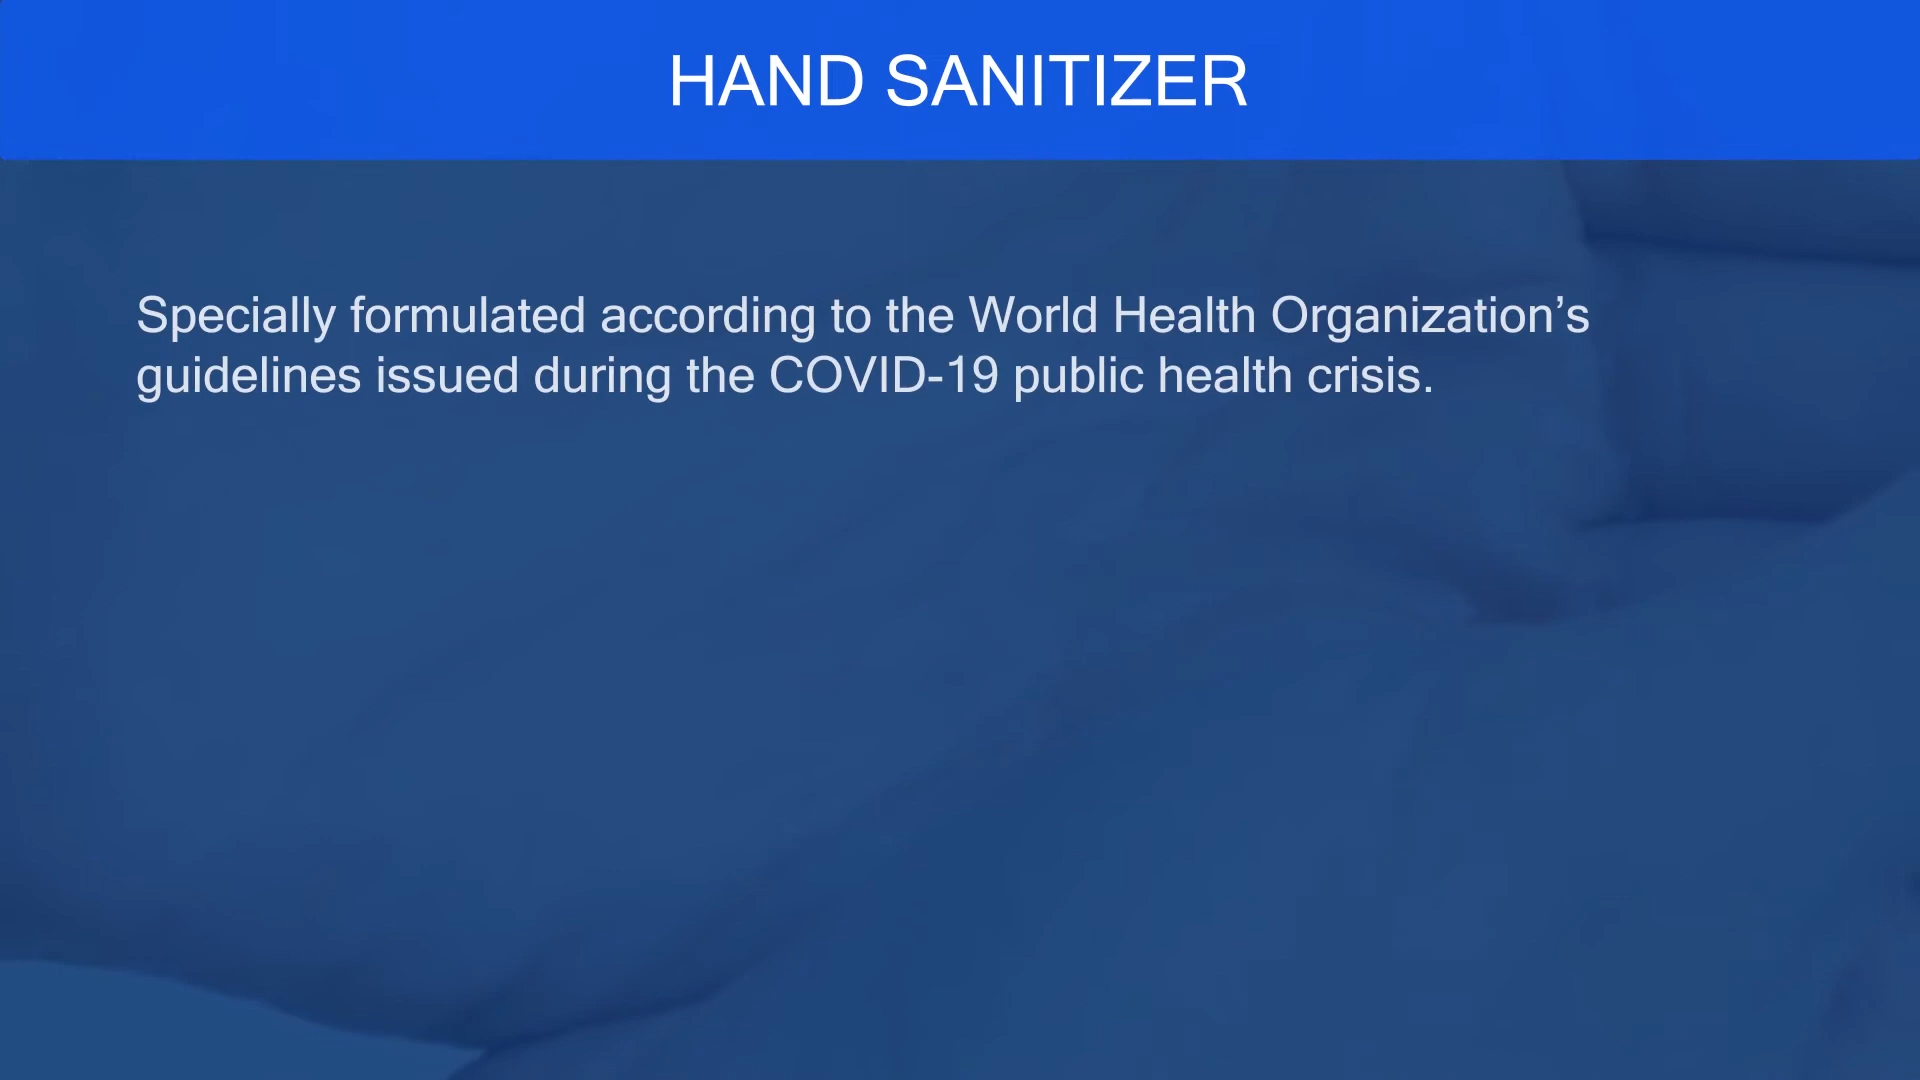 HAND SANITIZER
Specially formulated according to the World Health Organization’s
guidelines issued during the COVID-19 public health crisis.